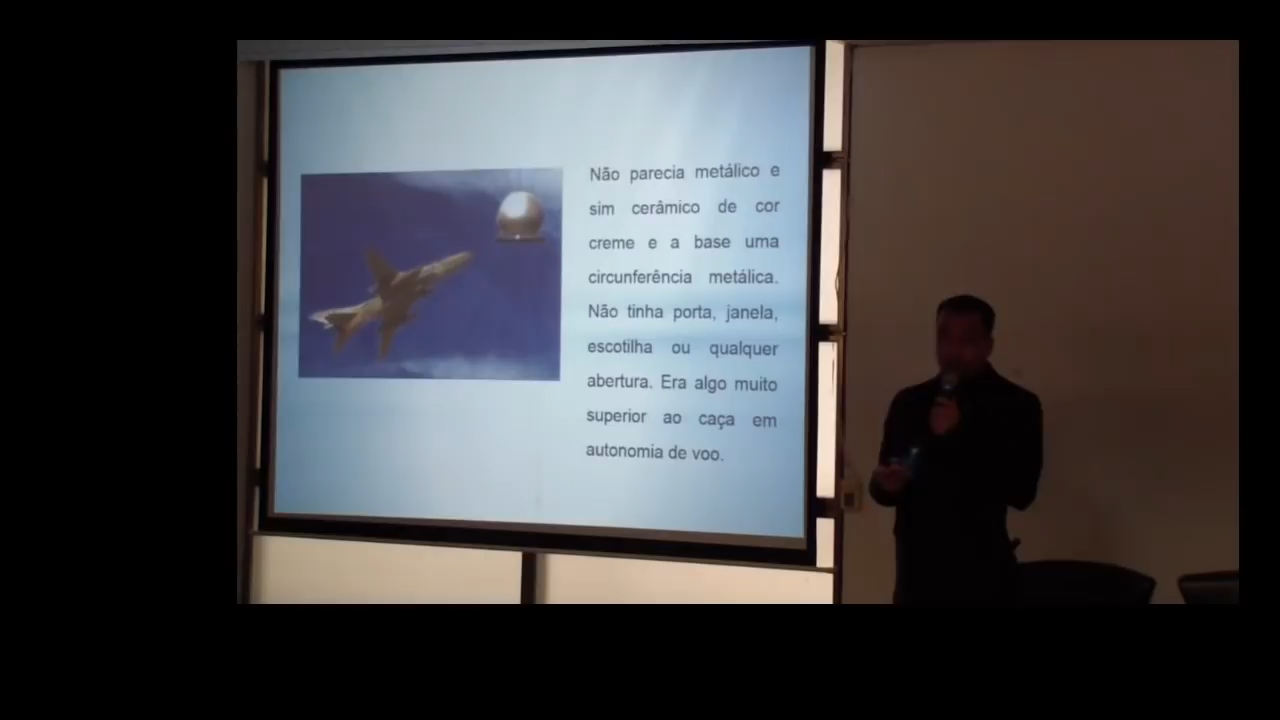 Não parecia metálico e
sim cerâmico de cor
creme e a base uma
circunferência metálica.
Não tinha porta, janela,
escotilha ou qualquer
abertura. Era algo muito
superior ao caça em
autonomia de voo.